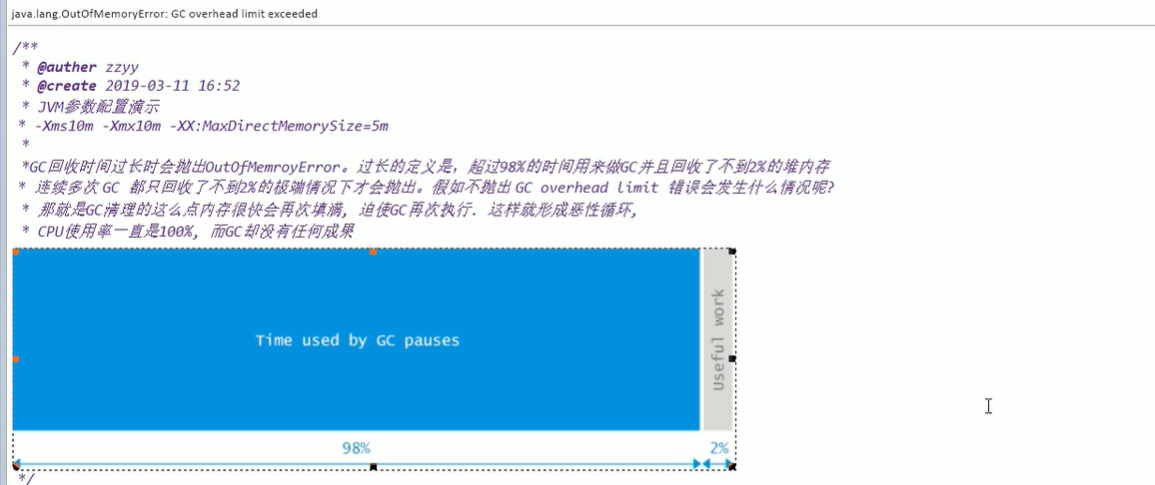 java.lang.OutOfMemoryError: GC overhead limit exceeded
/**
* @auther zzyy
* @create 2019-03-11 16:52
* JVM参数配置演示
* -Xms10m -Xmx10m -XX:MaxDirectMemorySize=5m
*
*GC回收时间过长时会抛出OutOfMemroyError。过长的定义是，超过98%的时间用来做GC并且回收了不到2%的堆内存
* 连续多次 GC 都只回收了不到2%的极端情况下才会抛出。假如不抛出 GC overhead limit 错误会发生什么情况呢?
* 那就是GC清理的这么点内存很快会再次填满, 迫使GC再次执行. 这样就形成恶性循环,
* CPU使用率一直是100%, 而GC却没有任何成果
Time used by GC pauses
Useful work
98%
2%
*/